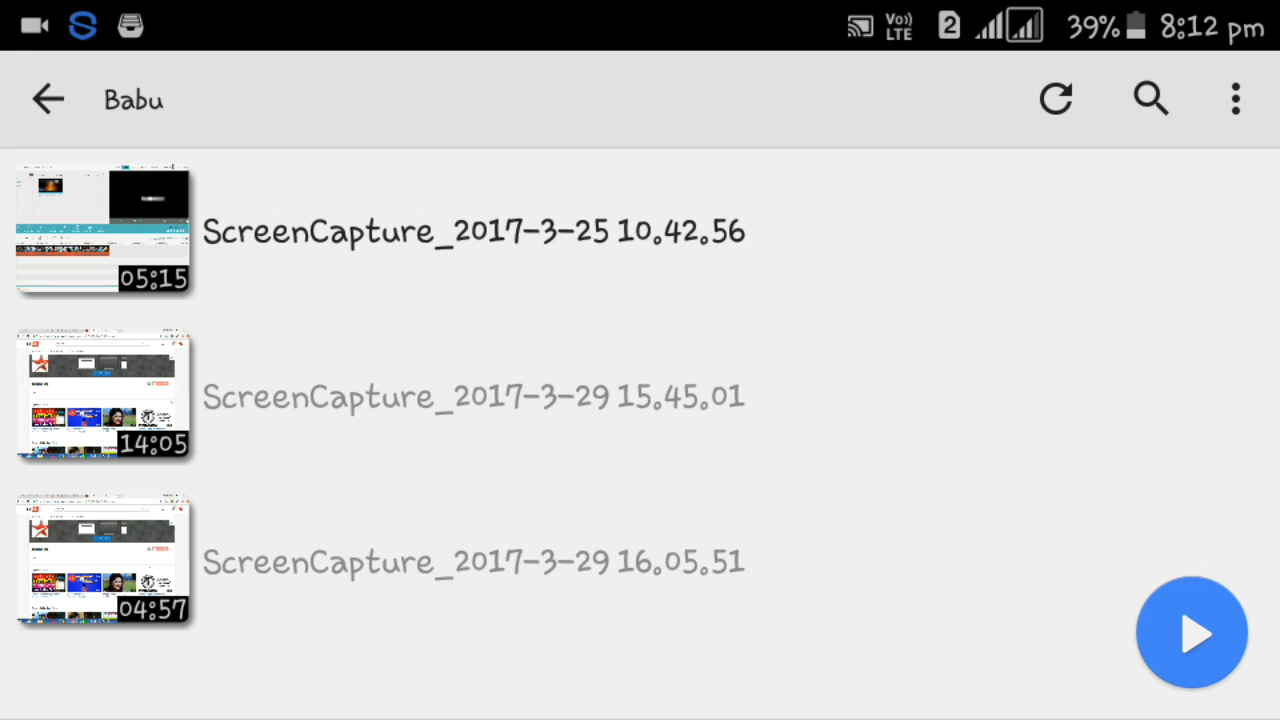 Vo)) LTE 2 39% 8:12 pm
Babu
ScreenCapture_2017-3-25 10.42.56
05:15
ScreenCapture_2017-3-29 15.45.01
14:05
ScreenCapture_2017-3-29 16.05.51
04:57